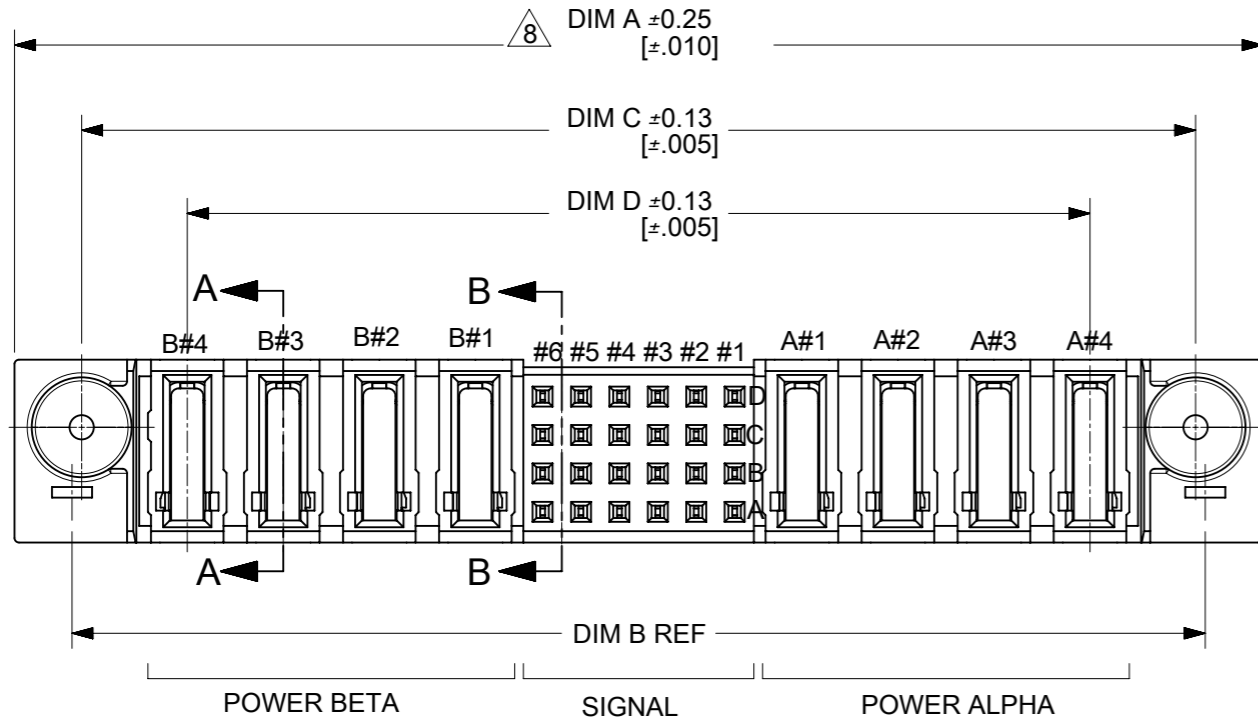 8
DIM A ±0.25
[±.010]
DIM C ±0.13
[±.005]
DIM D ±0.13
[±.005]
A
B
B#4 B#3 B#2 B#1 #6 #5 #4 #3 #2 #1 A#1 A#2 A#3 A#4
D
C
B
A
A
B
DIM B REF
POWER BETA SIGNAL POWER ALPHA